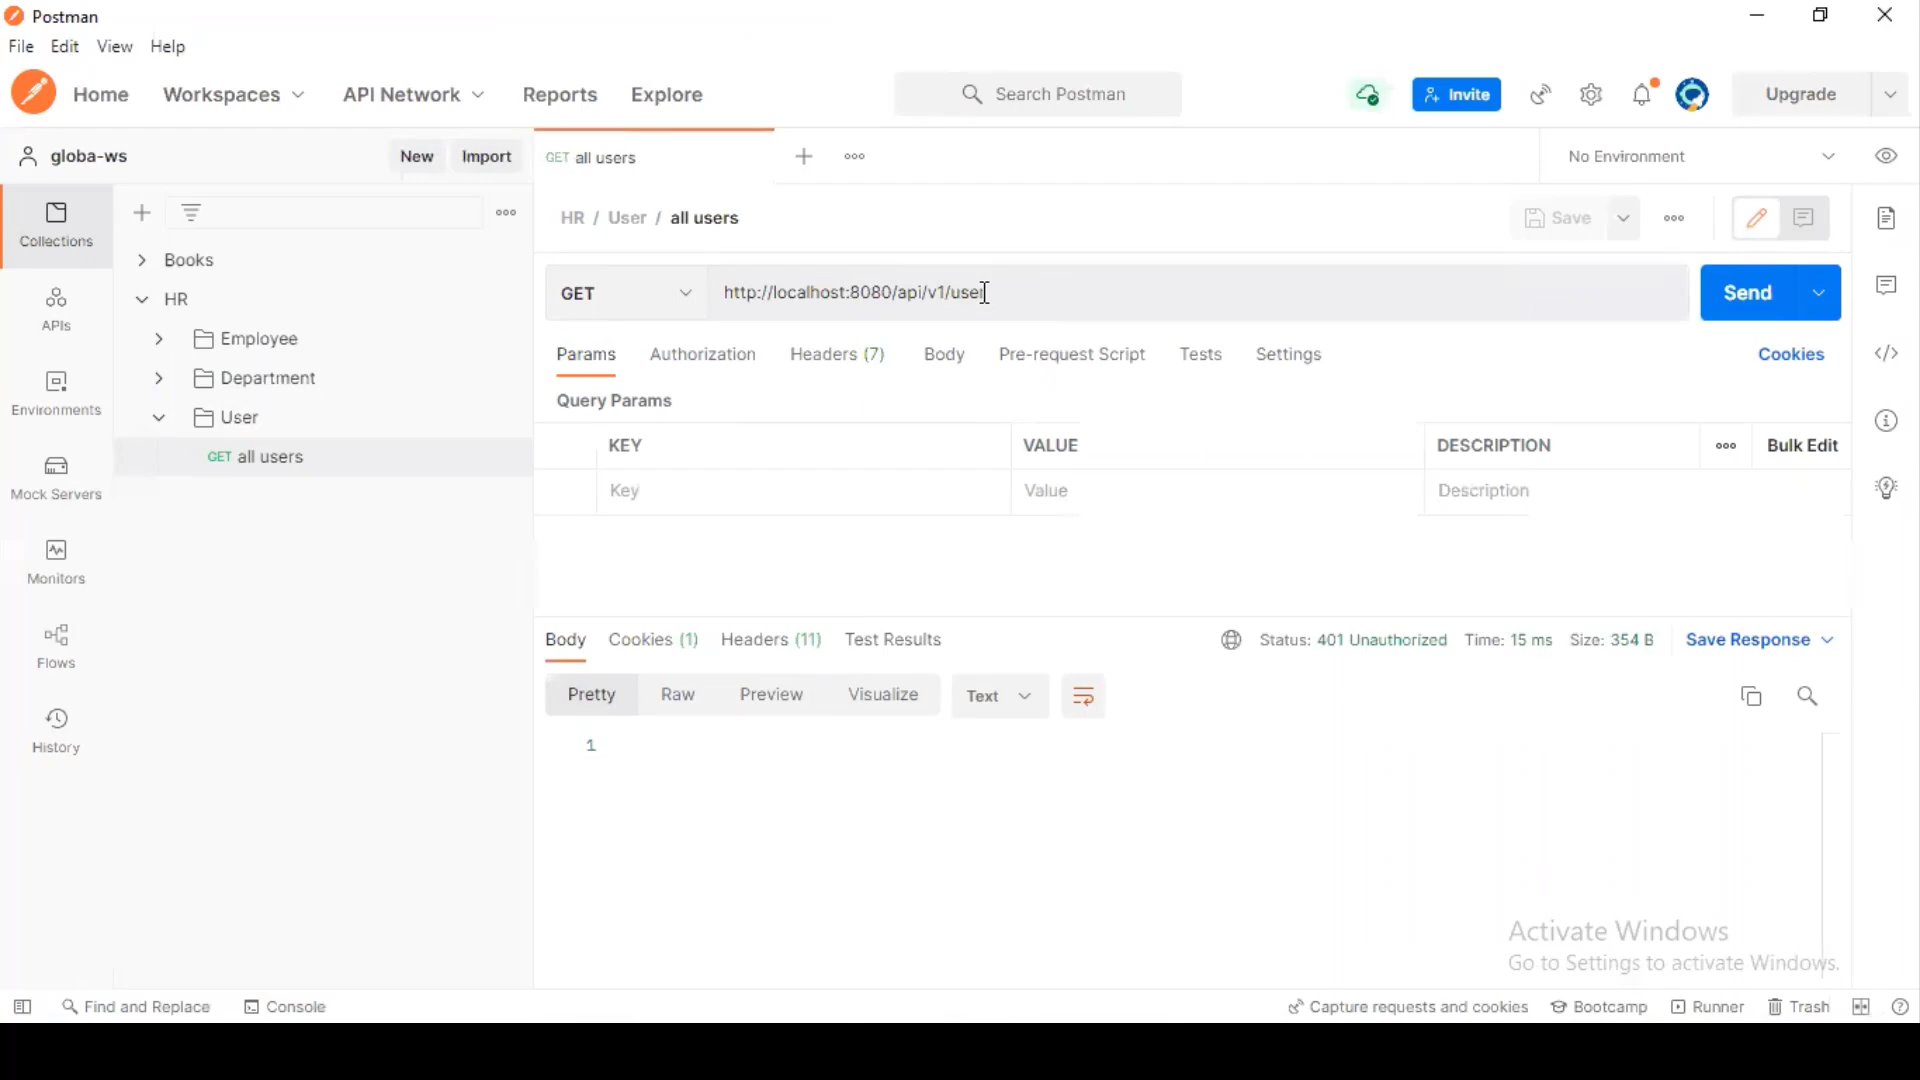 Postman
File Edit View Help
Home Workspaces API Network Reports Explore Search Postman Invite Upgrade
globa-ws New Import GET all users No Environment
Collections
APIs
Environments
Mock Servers
Monitors
Flows
History
Books
HR
Employee
Department
User
GET all users
HR / User / all users Save
GET http://localhost:8080/api/v1/user Send
Params Authorization Headers (7) Body Pre-request Script Tests Settings Cookies
Query Params
KEY VALUE DESCRIPTION Bulk Edit
Key Value Description
Body Cookies (1) Headers (11) Test Results Status: 401 Unauthorized Time: 15 ms Size: 354 B Save Response
Pretty Raw Preview Visualize Text
1
Activate Windows
Go to Settings to activate Windows.
Find and Replace Console Capture requests and cookies Bootcamp Runner Trash